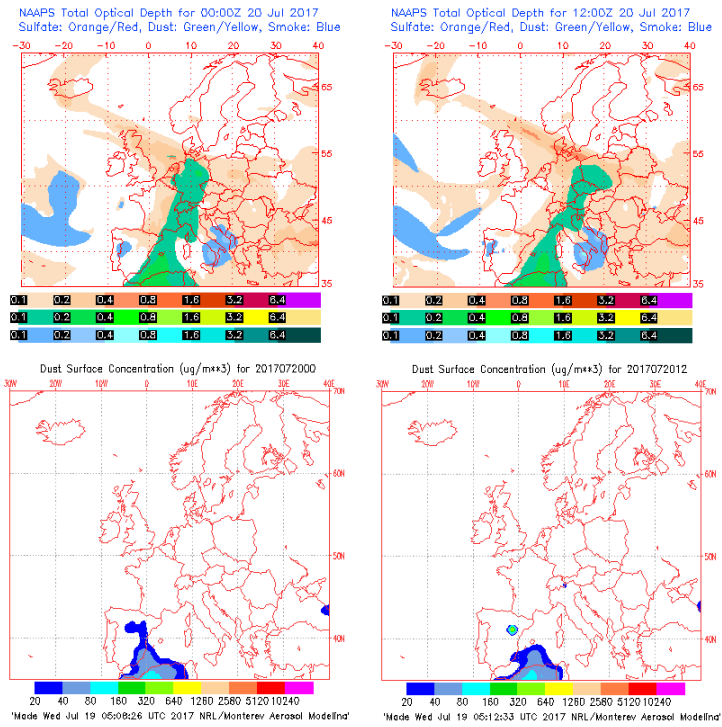 NAAPS Total Optical Depth for 00:00Z 20 Jul 2017
Sulfate: Orange/Red, Dust: Green/Yellow, Smoke: Blue
-30 -20 -10 0 10 20 30 40
65
55
45
35
0.1 0.2 0.4 0.8 1.6 3.2 6.4
0.1 0.2 0.4 0.8 1.6 3.2 6.4
0.1 0.2 0.4 0.8 1.6 3.2 6.4
NAAPS Total Optical Depth for 12:00Z 20 Jul 2017
Sulfate: Orange/Red, Dust: Green/Yellow, Smoke: Blue
-30 -20 -10 0 10 20 30 40
65
55
45
35
0.1 0.2 0.4 0.8 1.6 3.2 6.4
0.1 0.2 0.4 0.8 1.6 3.2 6.4
0.1 0.2 0.4 0.8 1.6 3.2 6.4
Dust Surface Concentration (ug/m**3) for 2017072000
30W 20W 10W 0 10E 20E 30E 40E
70N
60N
50N
40N
20 40 80 160 320 640 1280 2580 5120 10240
'Made Wed Jul 19 05:08:26 UTC 2017 NRL/Monterey Aerosol Modeling'
Dust Surface Concentration (ug/m**3) for 2017072012
30W 20W 10W 0 10E 20E 30E 40E
70N
60N
50N
40N
20 40 80 160 320 640 1280 2580 5120 10240
'Made Wed Jul 19 05:12:33 UTC 2017 NRL/Monterey Aerosol Modeling'